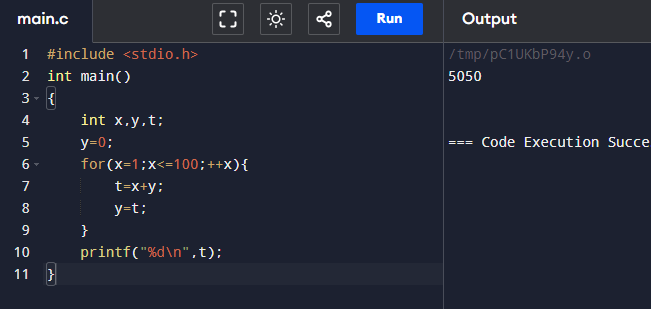 main.c Run Output
1 #include <stdio.h>
2 int main()
3 {
4 int x,y,t;
5 y=0;
6 for(x=1;x<=100;++x){
7 t=x+y;
8 y=t;
9 }
10 printf("%d\n",t);
11 }
/tmp/pC1UKbP94y.o
5050
=== Code Execution Succe